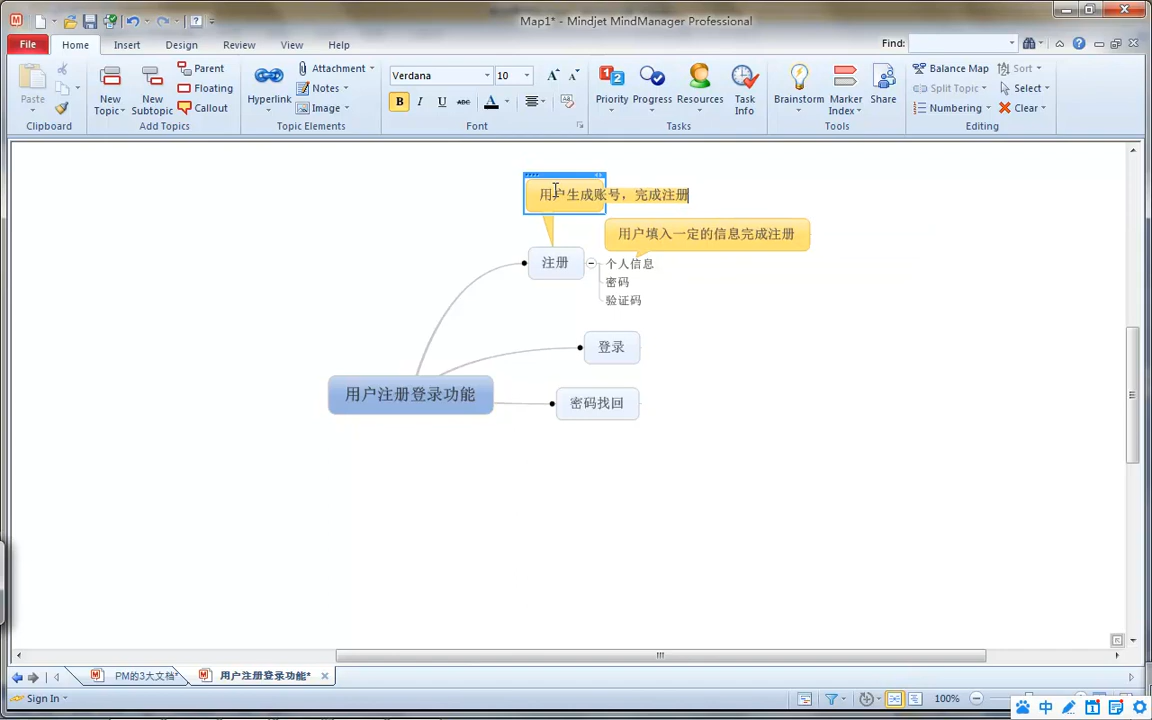 Map1* - Mindjet MindManager Professional
File Home Insert Design Review View Help Find:
Paste
Clipboard
New Topic
New Subtopic
Parent
Floating
Callout
Add Topics
Hyperlink
Attachment
Notes
Image
Topic Elements
Verdana 10
B I U ABC A
Font
Priority
Progress
Resources
Task Info
Tasks
Brainstorm
Marker Index
Share
Tools
Balance Map
Split Topic
Numbering
Sort
Select
Clear
Editing
用户生成账号，完成注册
用户填入一定的信息完成注册
注册
个人信息
密码
验证码
登录
用户注册登录功能
密码找回
PM的3大文档* 用户注册登录功能*
Sign In 100% 中